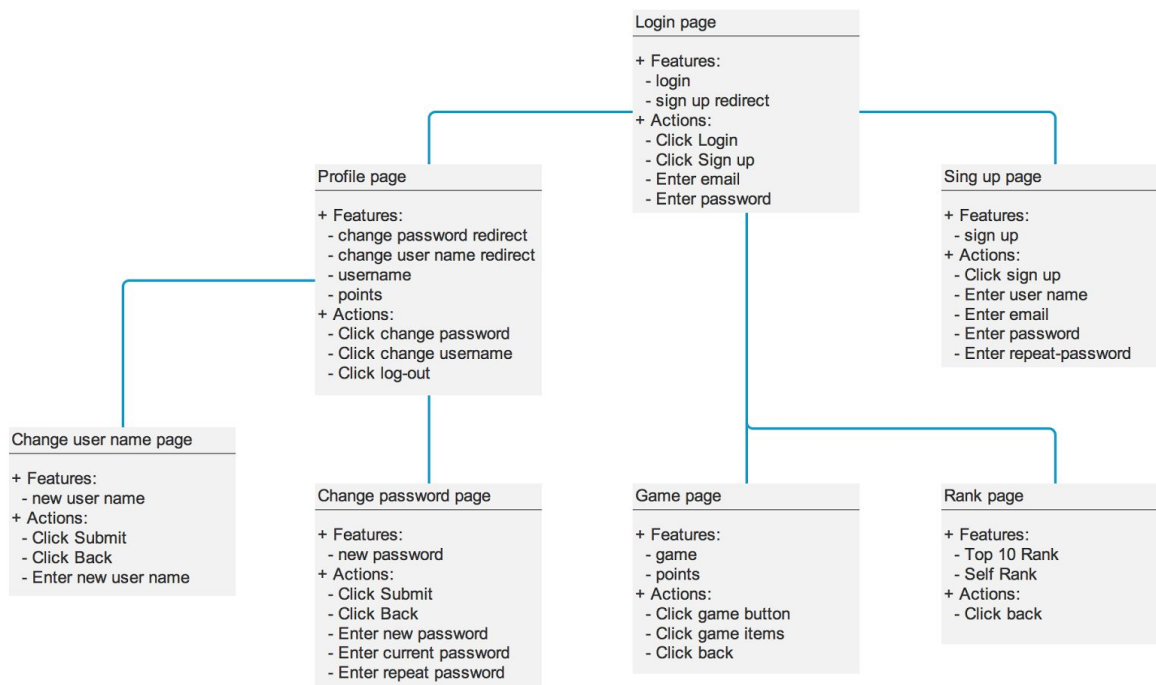 Login page
+ Features:
- login
- sign up redirect
+ Actions:
- Click Login
- Click Sign up
- Enter email
- Enter password
Profile page
+ Features:
- change password redirect
- change user name redirect
- username
- points
+ Actions:
- Click change password
- Click change username
- Click log-out
Sing up page
+ Features:
- sign up
+ Actions:
- Click sign up
- Enter user name
- Enter email
- Enter password
- Enter repeat-password
Change user name page
+ Features:
- new user name
+ Actions:
- Click Submit
- Click Back
- Enter new user name
Change password page
+ Features:
- new password
+ Actions:
- Click Submit
- Click Back
- Enter new password
- Enter current password
- Enter repeat password
Game page
+ Features:
- game
- points
+ Actions:
- Click game button
- Click game items
- Click back
Rank page
+ Features:
- Top 10 Rank
- Self Rank
+ Actions:
- Click back